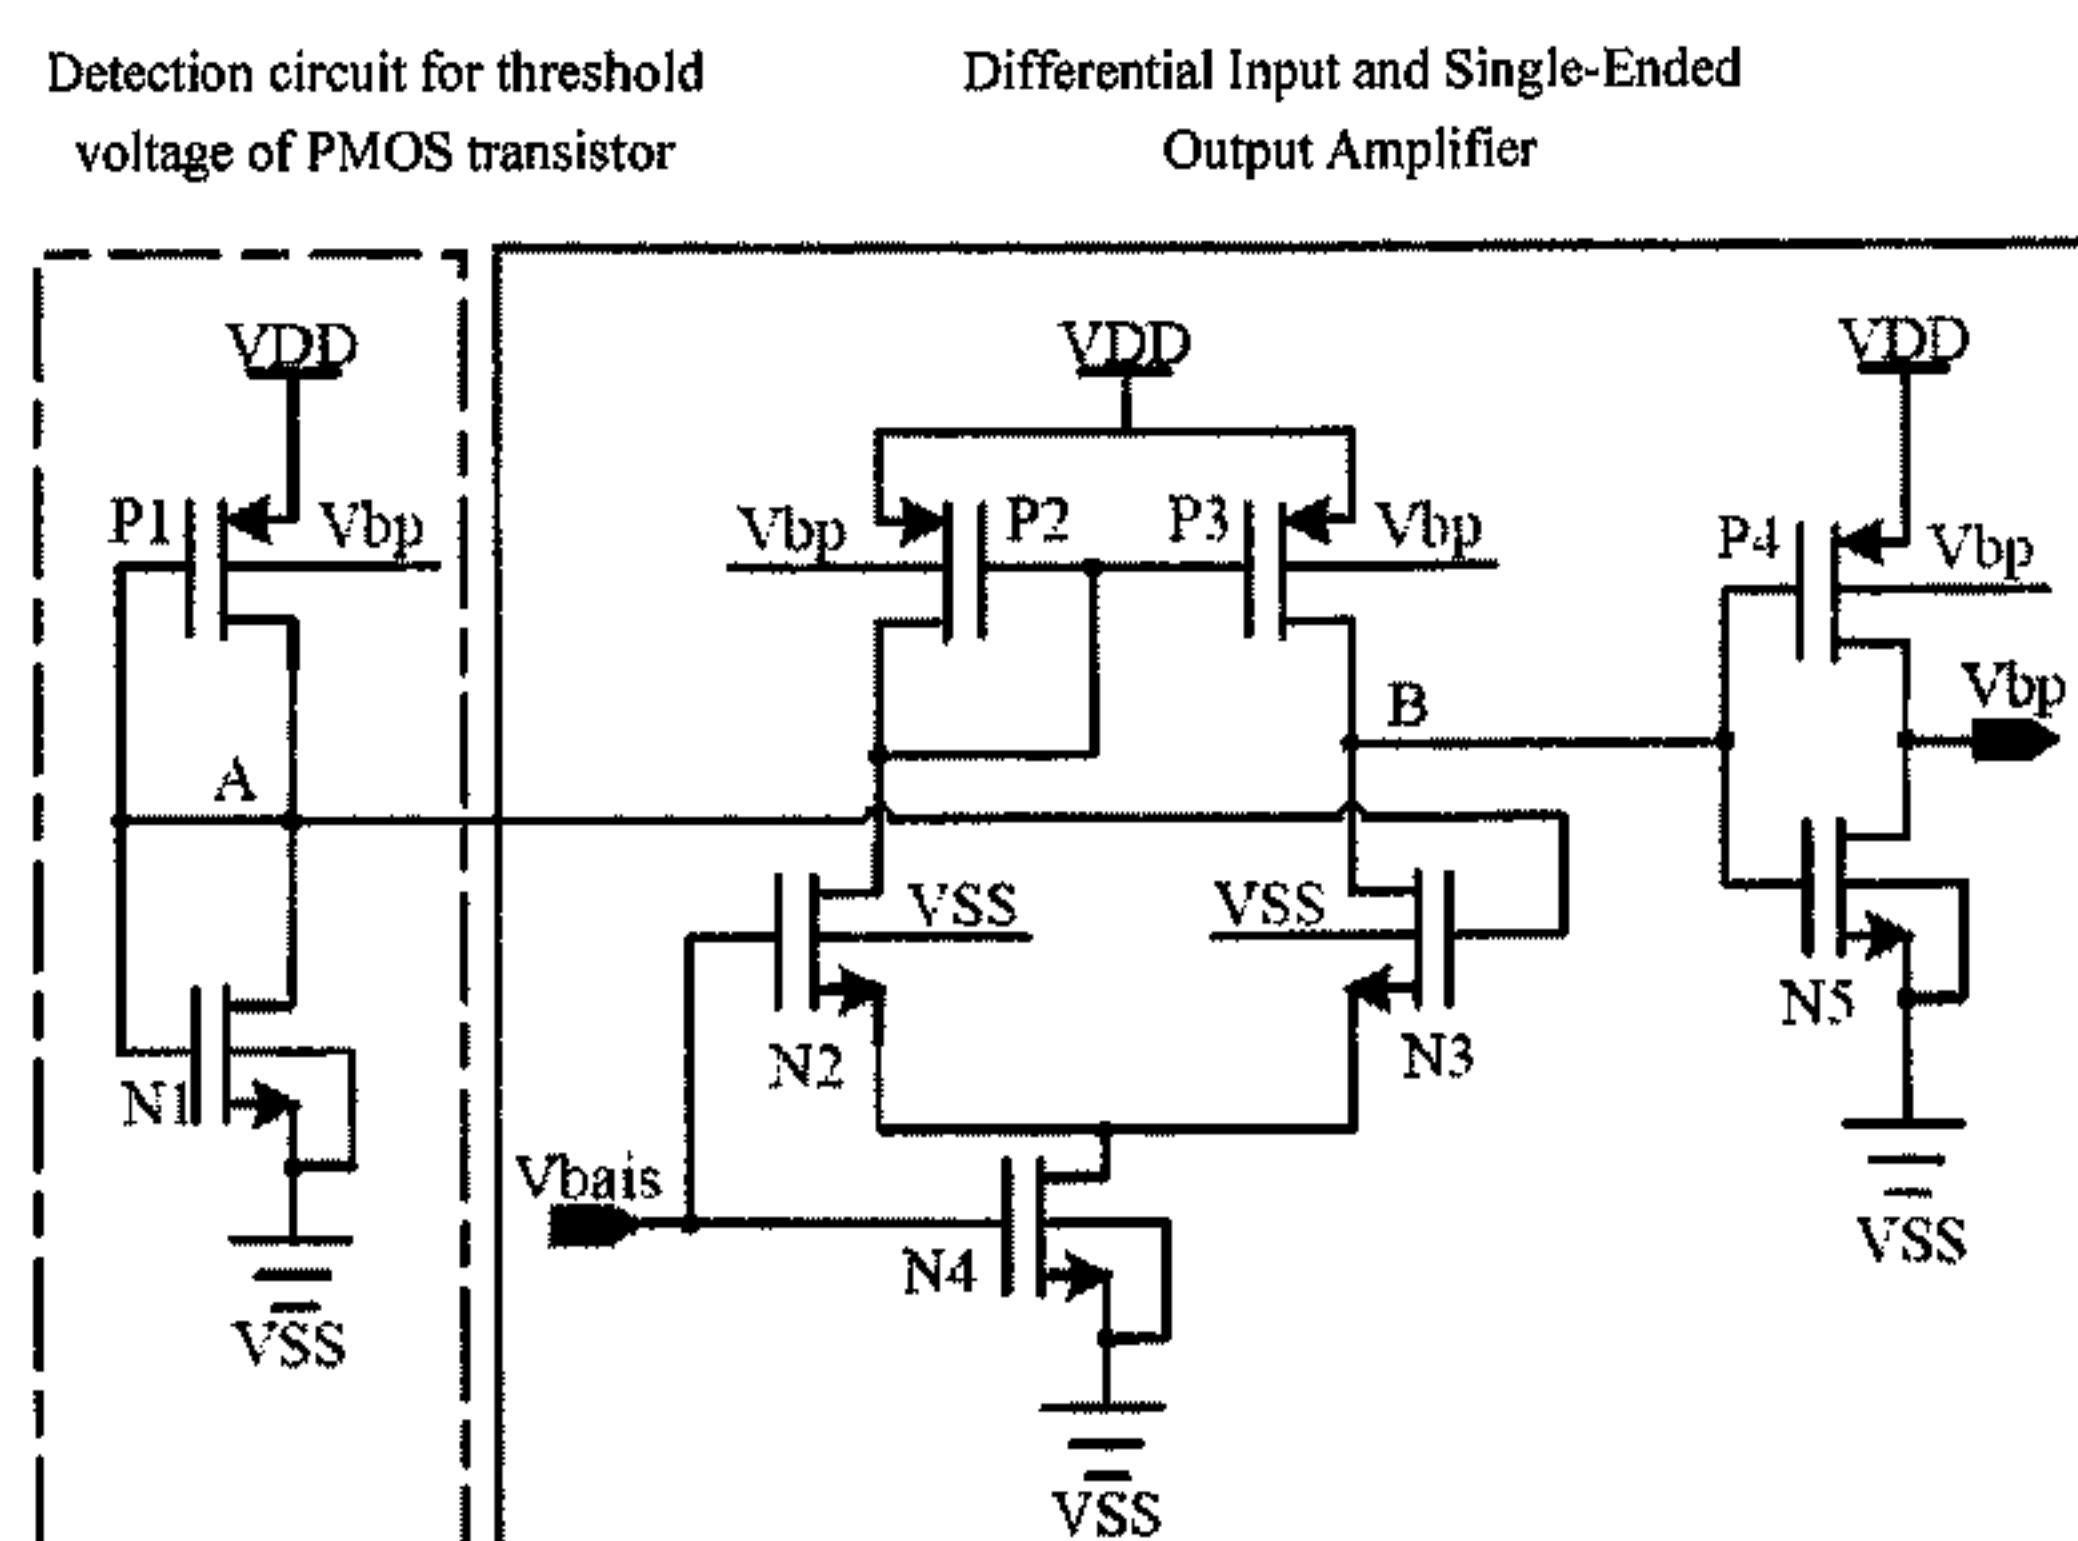 Detection circuit for threshold
voltage of PMOS transistor
Differential Input and Single-Ended
Output Amplifier
VDD
VDD
VDD
P1
Vbp
Vbp
P2
P3
Vbp
P4
Vbp
Vbp
B
A
VSS
VSS
N1
N2
N3
N5
Vbais
N4
VSS
VSS
VSS